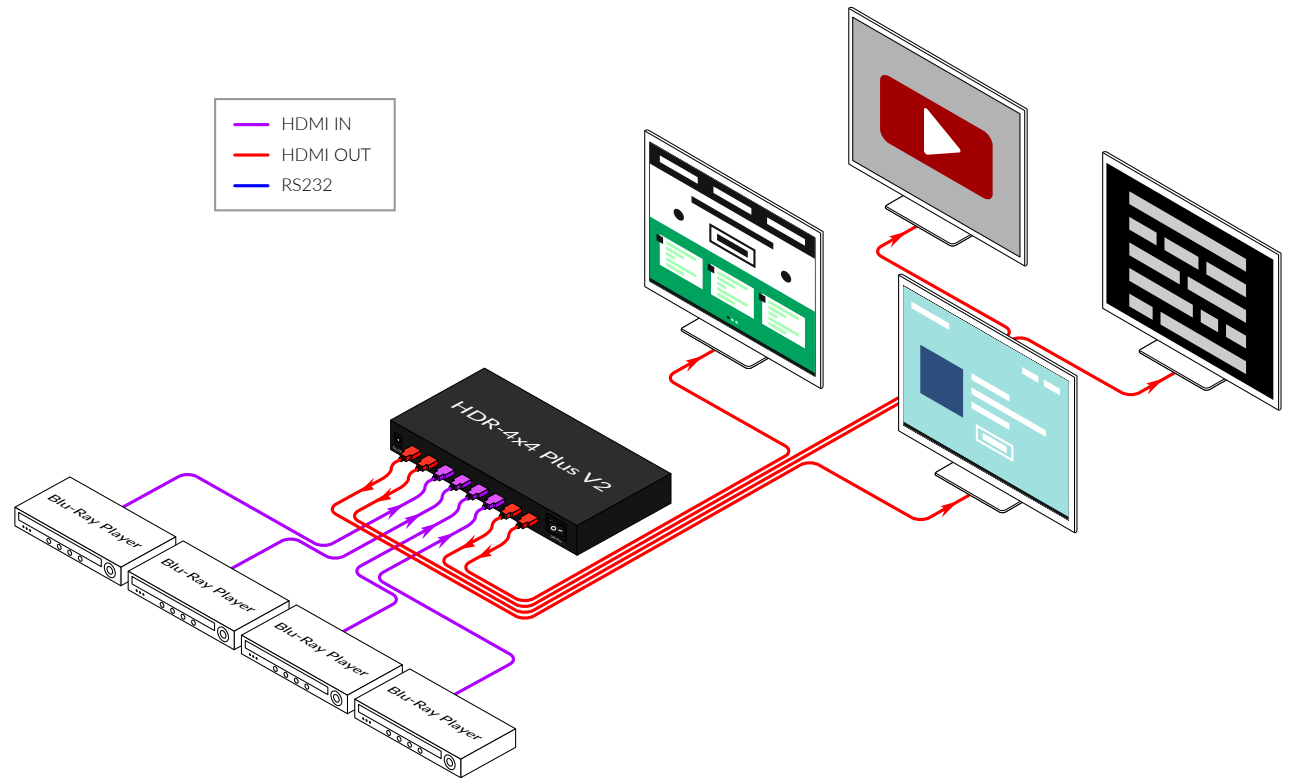 HDMI IN
HDMI OUT
RS232
HDR-4x4 Plus V2
Blu-Ray Player
Blu-Ray Player
Blu-Ray Player
Blu-Ray Player